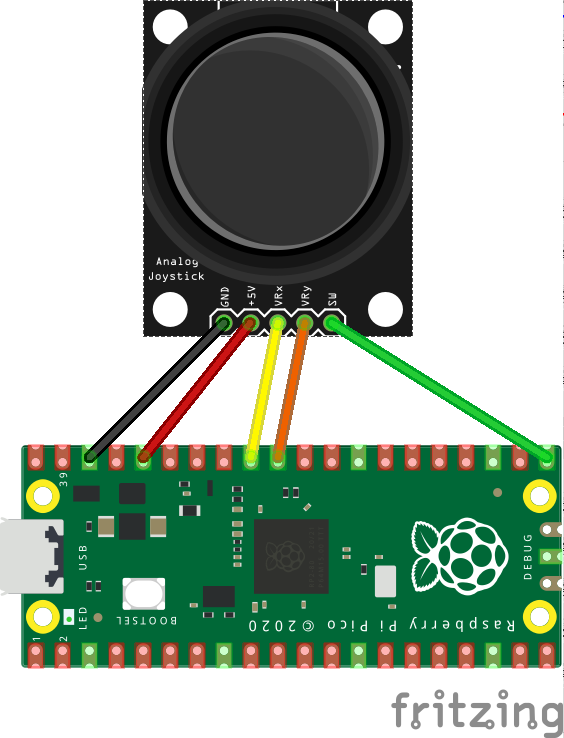 Analog
Joystick
GND
+5V
VRx
VRy
SW
39
USB
DEBUG
LED
BOOTSEL
Raspberry Pi Pico © 2020
1
2
fritzing